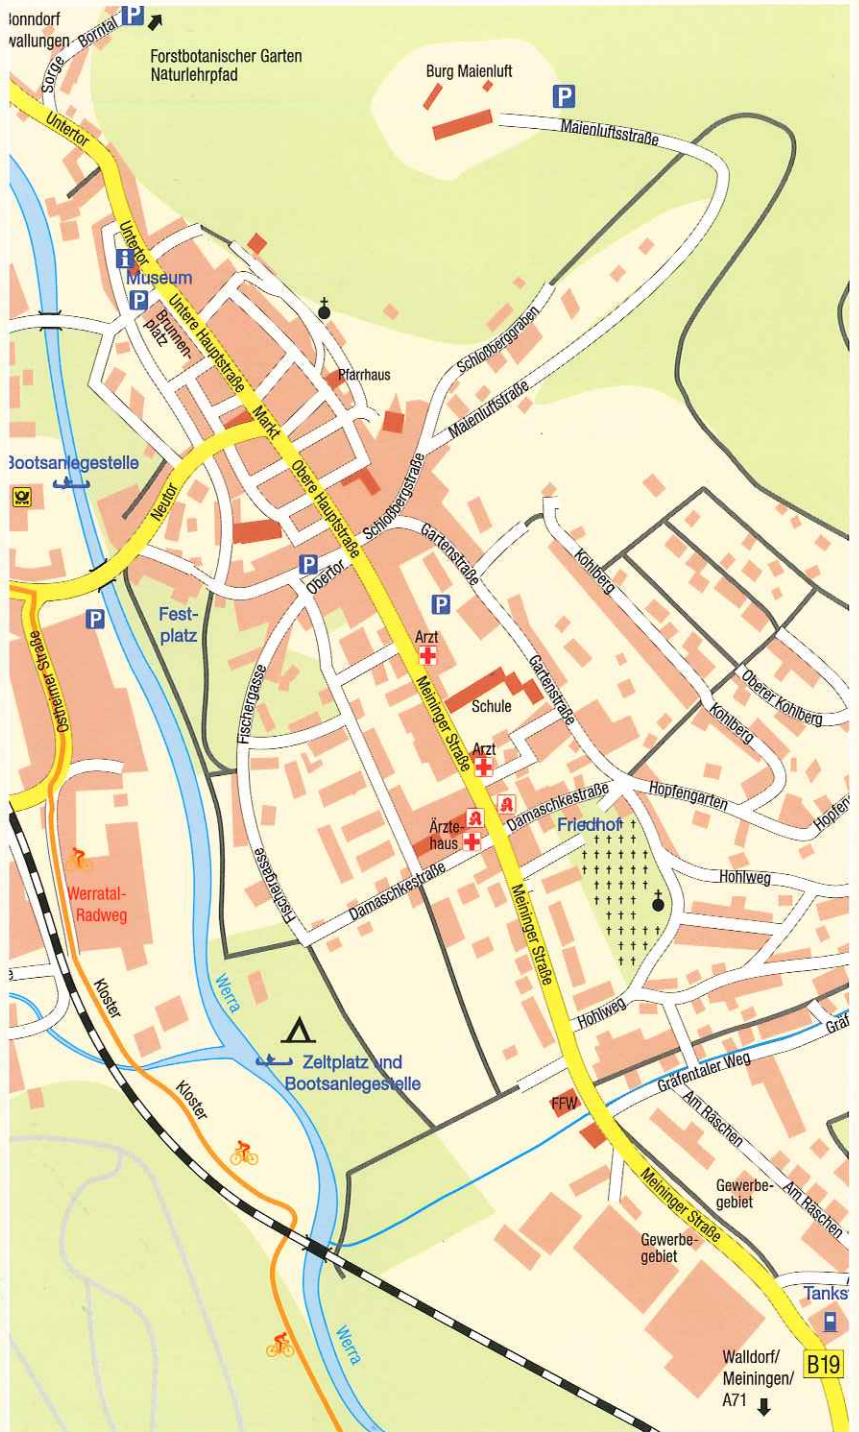 Bonndorf
wallungen
Sorge
Borntal
P
Forstbotanischer Garten
Naturlehrpfad
Burg Maienluft
P
Maienluftsstraße
Untertor
Untertor
i
Museum
P
Brunnen-
platz
Untere Hauptstraße
Pfarrhaus
Schloßberggraben
Maienluftstraße
Markt
Bootsanlegestelle
Neutor
Obere Hauptstraße
Schloßbergstraße
Gartenstraße
P
Obertor
Kohlberg
P
Fest-
platz
P
Arzt
Ostheimer Straße
Fischergasse
Meininger Straße
Schule
Gartenstraße
Oberer Kohlberg
Kohlberg
Arzt
Hopfengarten
Ärzte-
haus
Damaschkestraße
Friedhof
Werratal-
Radweg
Fischergasse
Damaschkestraße
Hohlweg
Meininger Straße
Kloster
Werra
Hohlweg
Zeltplatz und
Bootsanlegestelle
Gräfentaler Weg
Kloster
FFW
Am Räschen
Meininger Straße
Gewerbe-
gebiet
Am Räschen
Gewerbe-
gebiet
Werra
Walldorf/
Meiningen/
A71
B19